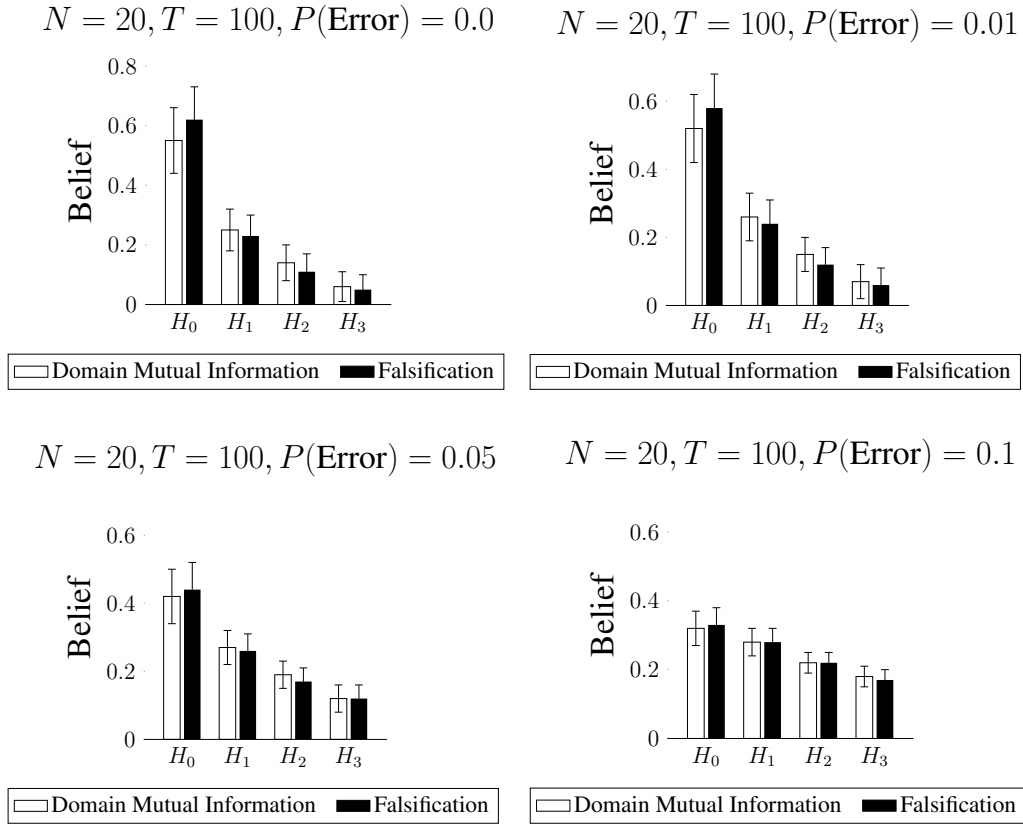 N = 20, T = 100, P(Error) = 0.0
Belief
0.8
0.6
0.4
0.2
0
H₀ H₁ H₂ H₃
Domain Mutual Information Falsification
N = 20, T = 100, P(Error) = 0.01
Belief
0.6
0.4
0.2
0
H₀ H₁ H₂ H₃
Domain Mutual Information Falsification
N = 20, T = 100, P(Error) = 0.05
Belief
0.6
0.4
0.2
0
H₀ H₁ H₂ H₃
Domain Mutual Information Falsification
N = 20, T = 100, P(Error) = 0.1
Belief
0.6
0.4
0.2
0
H₀ H₁ H₂ H₃
Domain Mutual Information Falsification